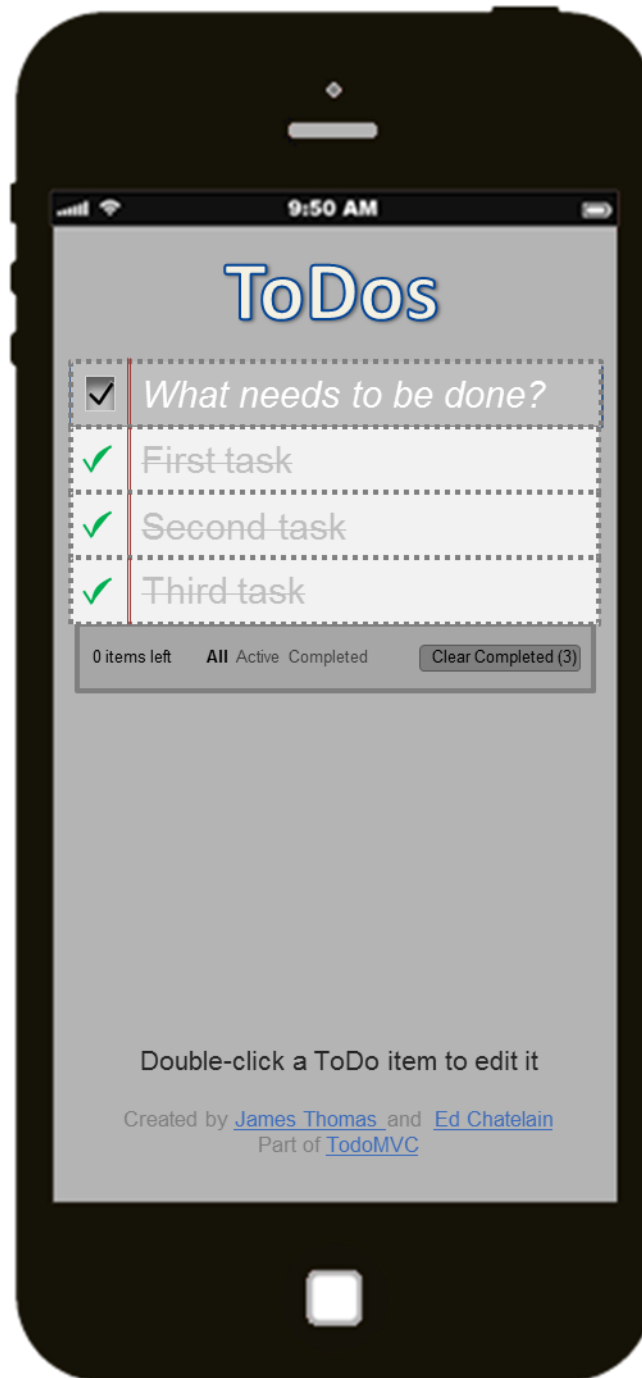 9:50 AM
ToDos
What needs to be done?
First task
Second task
Third task
0 items left All Active Completed Clear Completed (3)
Double-click a ToDo item to edit it
Created by James Thomas and Ed Chatelain
Part of TodoMVC